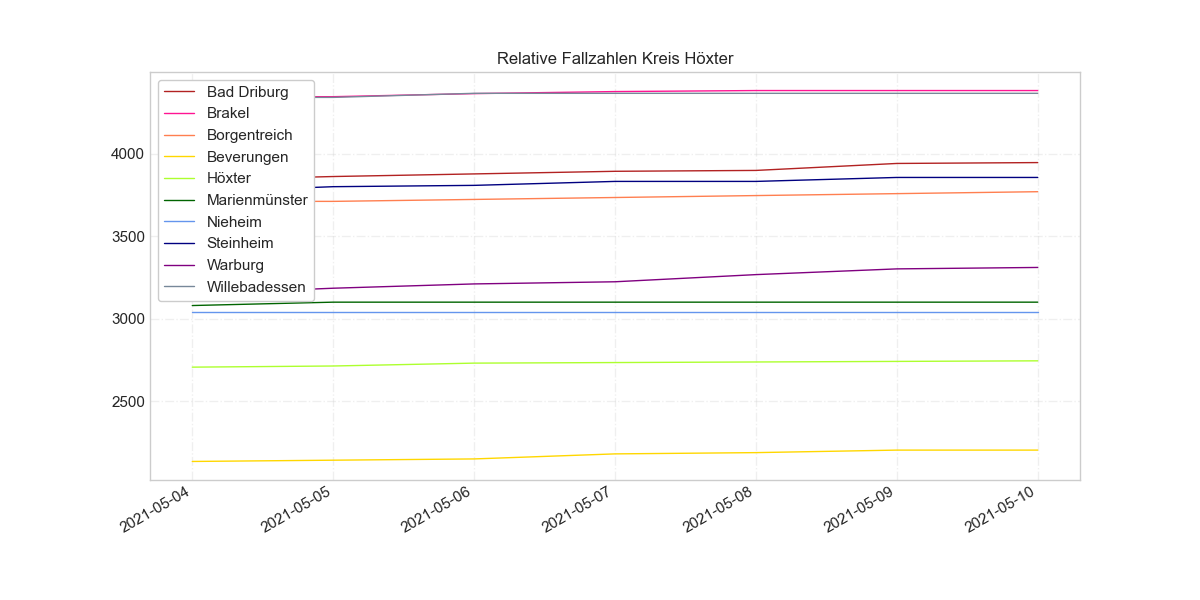 Relative Fallzahlen Kreis Höxter
Bad Driburg
Brakel
Borgentreich
Beverungen
Höxter
Marienmünster
Nieheim
Steinheim
Warburg
Willebadessen
4000
3500
3000
2500
2021-05-04
2021-05-05
2021-05-06
2021-05-07
2021-05-08
2021-05-09
2021-05-10